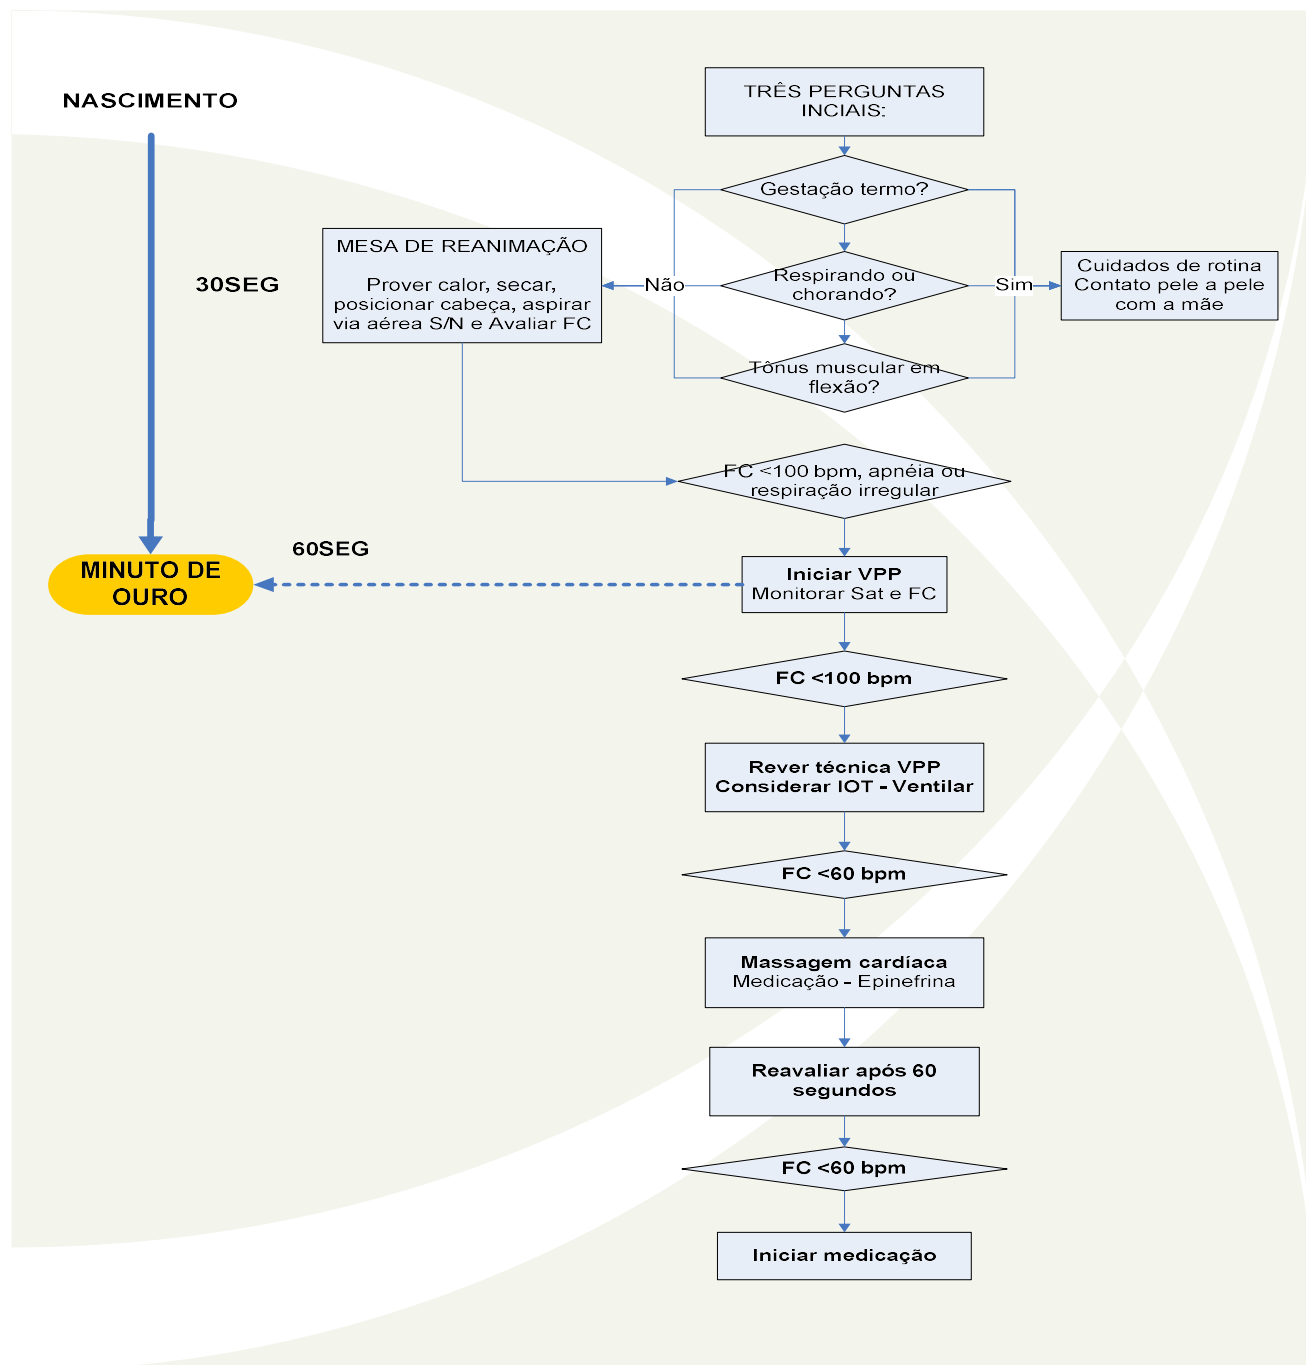 NASCIMENTO
30SEG
60SEG
MINUTO DE
OURO
TRÊS PERGUNTAS
INCIAIS:
Gestação termo?
Respirando ou
chorando?
Tônus muscular em
flexão?
Não
Sim
MESA DE REANIMAÇÃO
Prover calor, secar,
posicionar cabeça, aspirar
via aérea S/N e Avaliar FC
Cuidados de rotina
Contato pele a pele
com a mãe
FC <100 bpm, apnéia ou
respiração irregular
Iniciar VPP
Monitorar Sat e FC
FC <100 bpm
Rever técnica VPP
Considerar IOT - Ventilar
FC <60 bpm
Massagem cardíaca
Medicação - Epinefrina
Reavaliar após 60
segundos
FC <60 bpm
Iniciar medicação